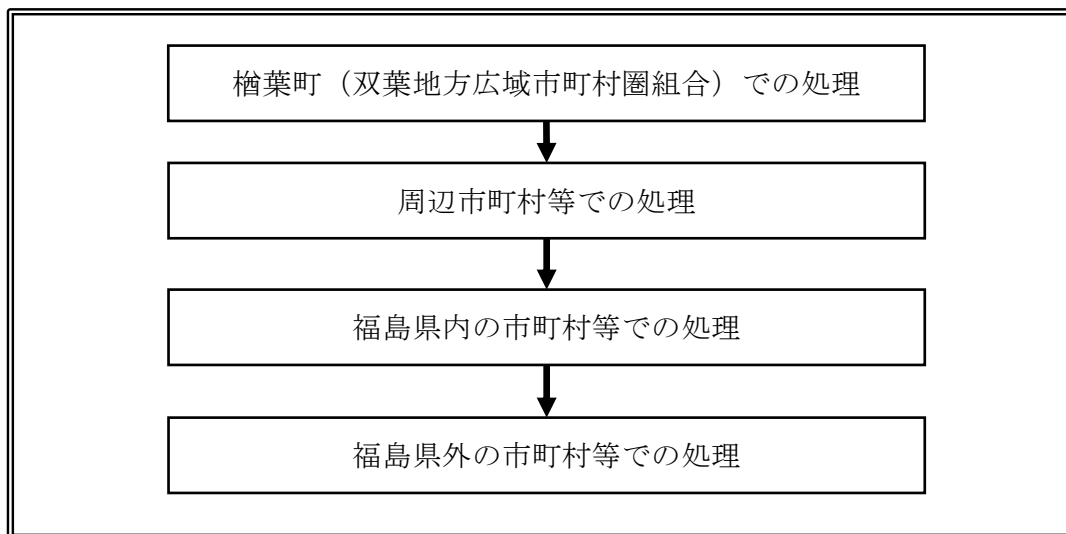 楢葉町（双葉地方広域市町村圏組合）での処理
周辺市町村等での処理
福島県内の市町村等での処理
福島県外の市町村等での処理